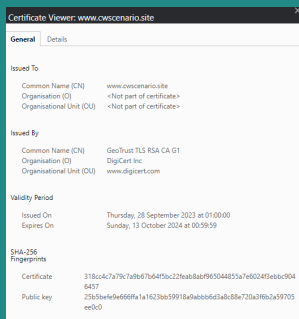 Certificate Viewer: www.cwscenario.site
General Details
Issued To
Common Name (CN) www.cwscenario.site
Organisation (O) <Not part of certificate>
Organisational Unit (OU) <Not part of certificate>
Issued By
Common Name (CN) GeoTrust TLS RSA CA G1
Organisation (O) DigiCert Inc
Organisational Unit (OU) www.digicert.com
Validity Period
Issued On Thursday, 28 September 2023 at 01:00:00
Expires On Sunday, 13 October 2024 at 00:59:59
SHA-256
Fingerprints
Certificate 318cc4c7a79c7a9b67b64f5bc22feab8abf965044855a7e6024f3ebbc904
6457
Public key 25b5befe9e666ffa1a1623bb59918a9abbb6d3a8c88e720a3f6b2a59705
ee0c0